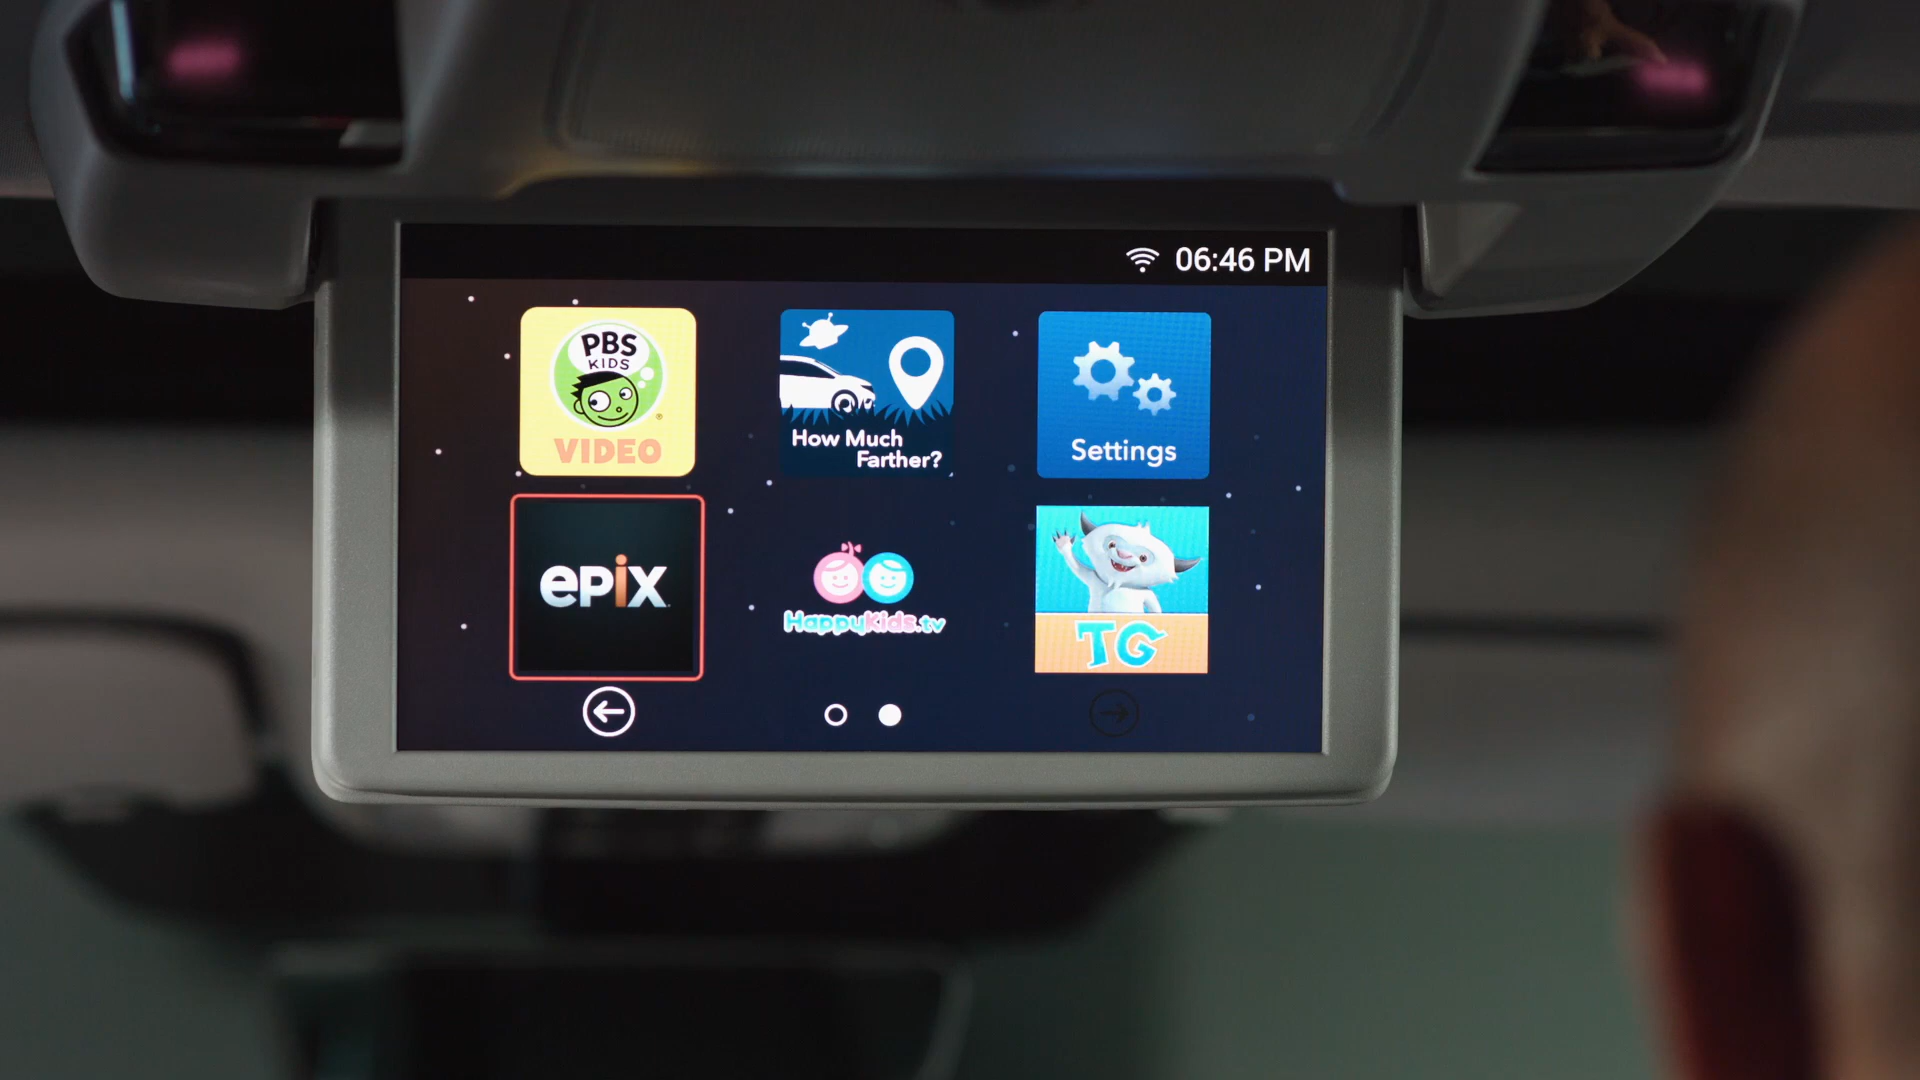 06:46 PM
PBS
KIDS
VIDEO
How Much
Farther?
Settings
ePiX
HappyKids.tv
TG